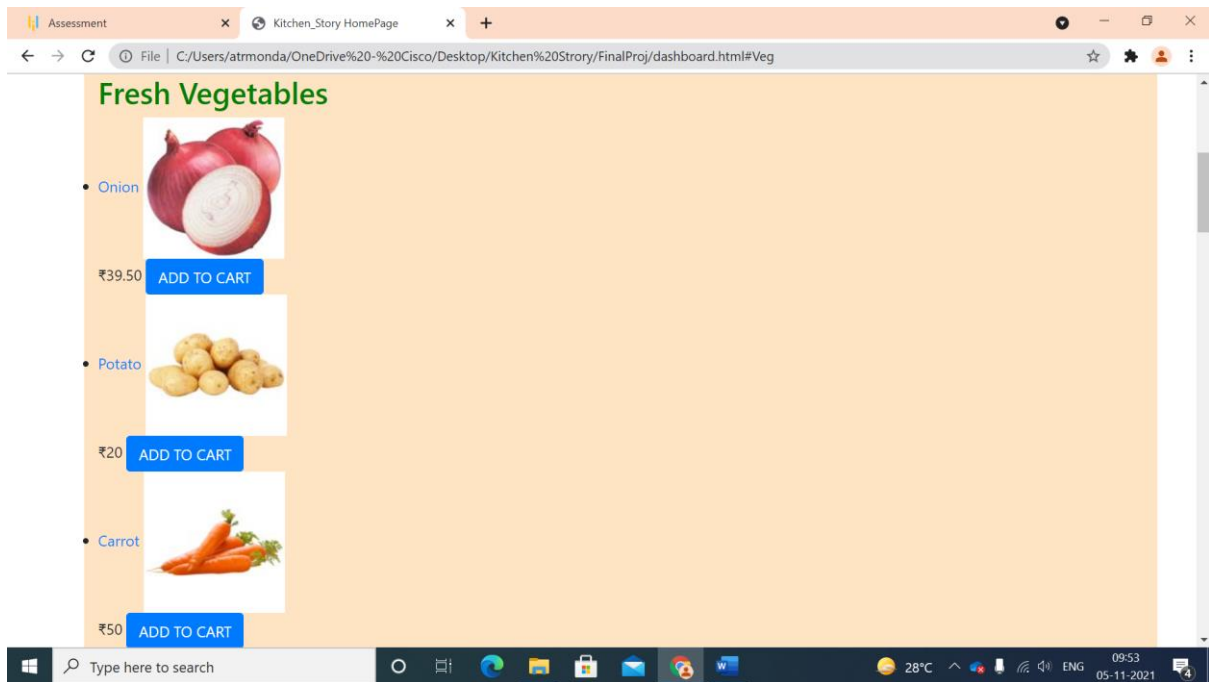 Assessment
Kitchen_Story HomePage
File | C:/Users/atrmonda/OneDrive%20-%20Cisco/Desktop/Kitchen%20Strory/FinalProj/dashboard.html#Veg
Fresh Vegetables
Onion
₹39.50 ADD TO CART
Potato
₹20 ADD TO CART
Carrot
₹50 ADD TO CART
Type here to search
28°C ENG
09:53
05-11-2021
4